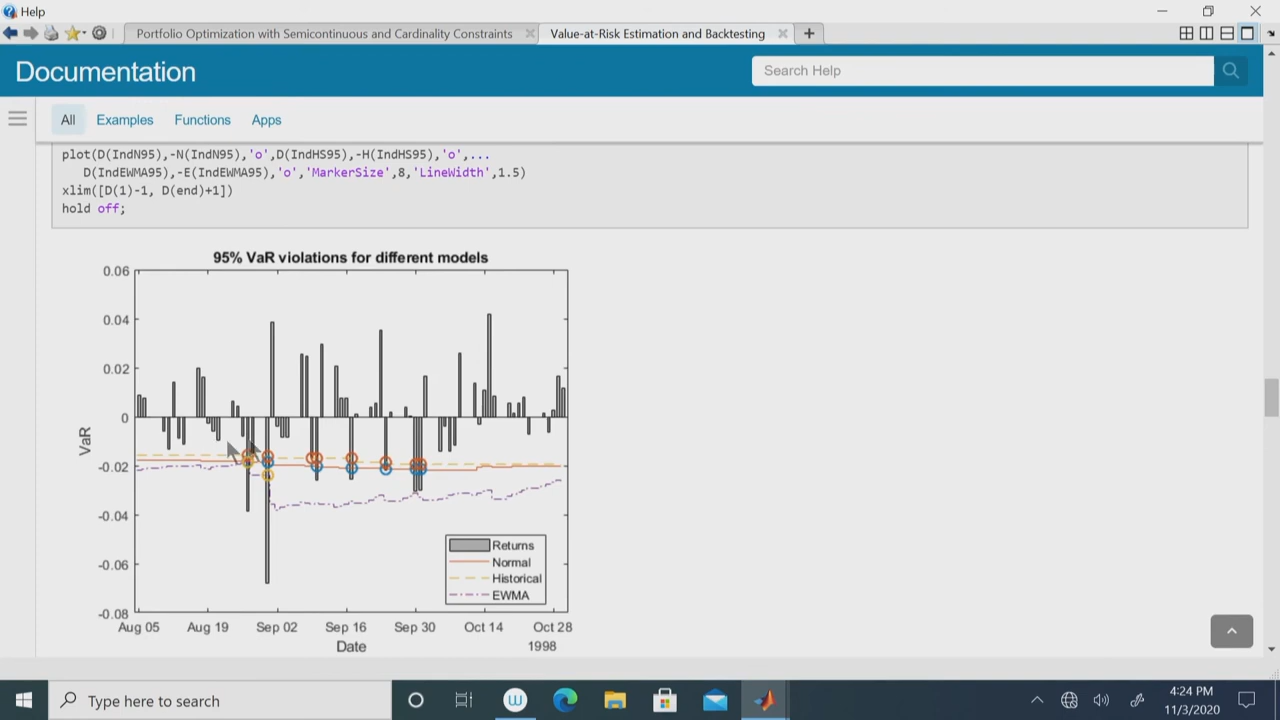 Help
Portfolio Optimization with Semicontinuous and Cardinality Constraints
Value-at-Risk Estimation and Backtesting
Documentation
Search Help
All Examples Functions Apps
plot(D(IndN95),-N(IndN95),'o',D(IndHS95),-H(IndHS95),'o',...
D(IndEWMA95),-E(IndEWMA95),'o','MarkerSize',8,'LineWidth',1.5)
xlim([D(1)-1, D(end)+1])
hold off;
95% VaR violations for different models
0.06
0.04
0.02
0
-0.02
-0.04
-0.06
-0.08
VaR
Returns
Normal
Historical
EWMA
Aug 05 Aug 19 Sep 02 Sep 16 Sep 30 Oct 14 Oct 28
Date
1998
Type here to search
4:24 PM
11/3/2020